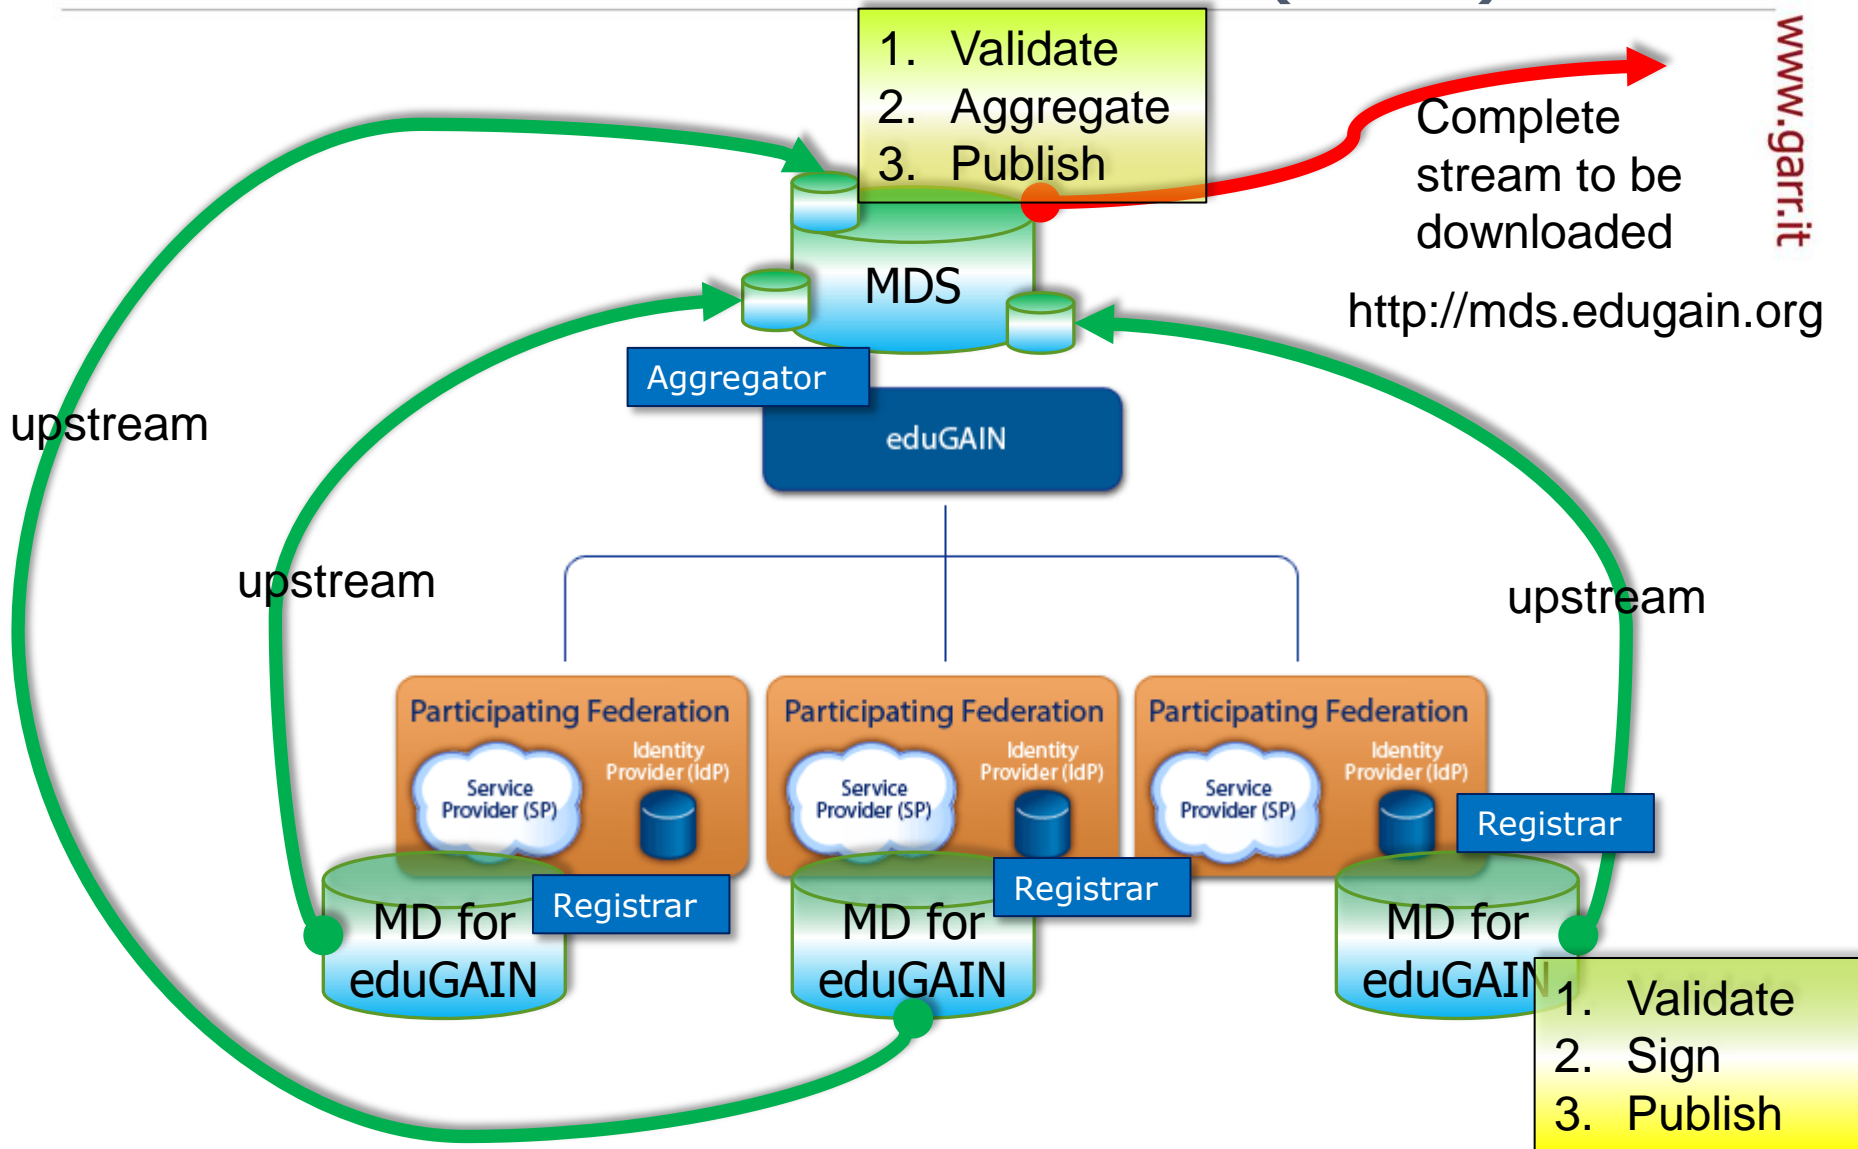 1. Validate
2. Aggregate
3. Publish
www.garr.it
Complete
stream to be
downloaded
http://mds.edugain.org
MDS
Aggregator
eduGAIN
upstream
upstream
upstream
Participating Federation
Identity
Provider (IdP)
Service
Provider (SP)
Participating Federation
Identity
Provider (IdP)
Service
Provider (SP)
Participating Federation
Identity
Provider (IdP)
Service
Provider (SP)
Registrar
Registrar
Registrar
MD for
eduGAIN
MD for
eduGAIN
MD for
eduGAIN
1. Validate
2. Sign
3. Publish